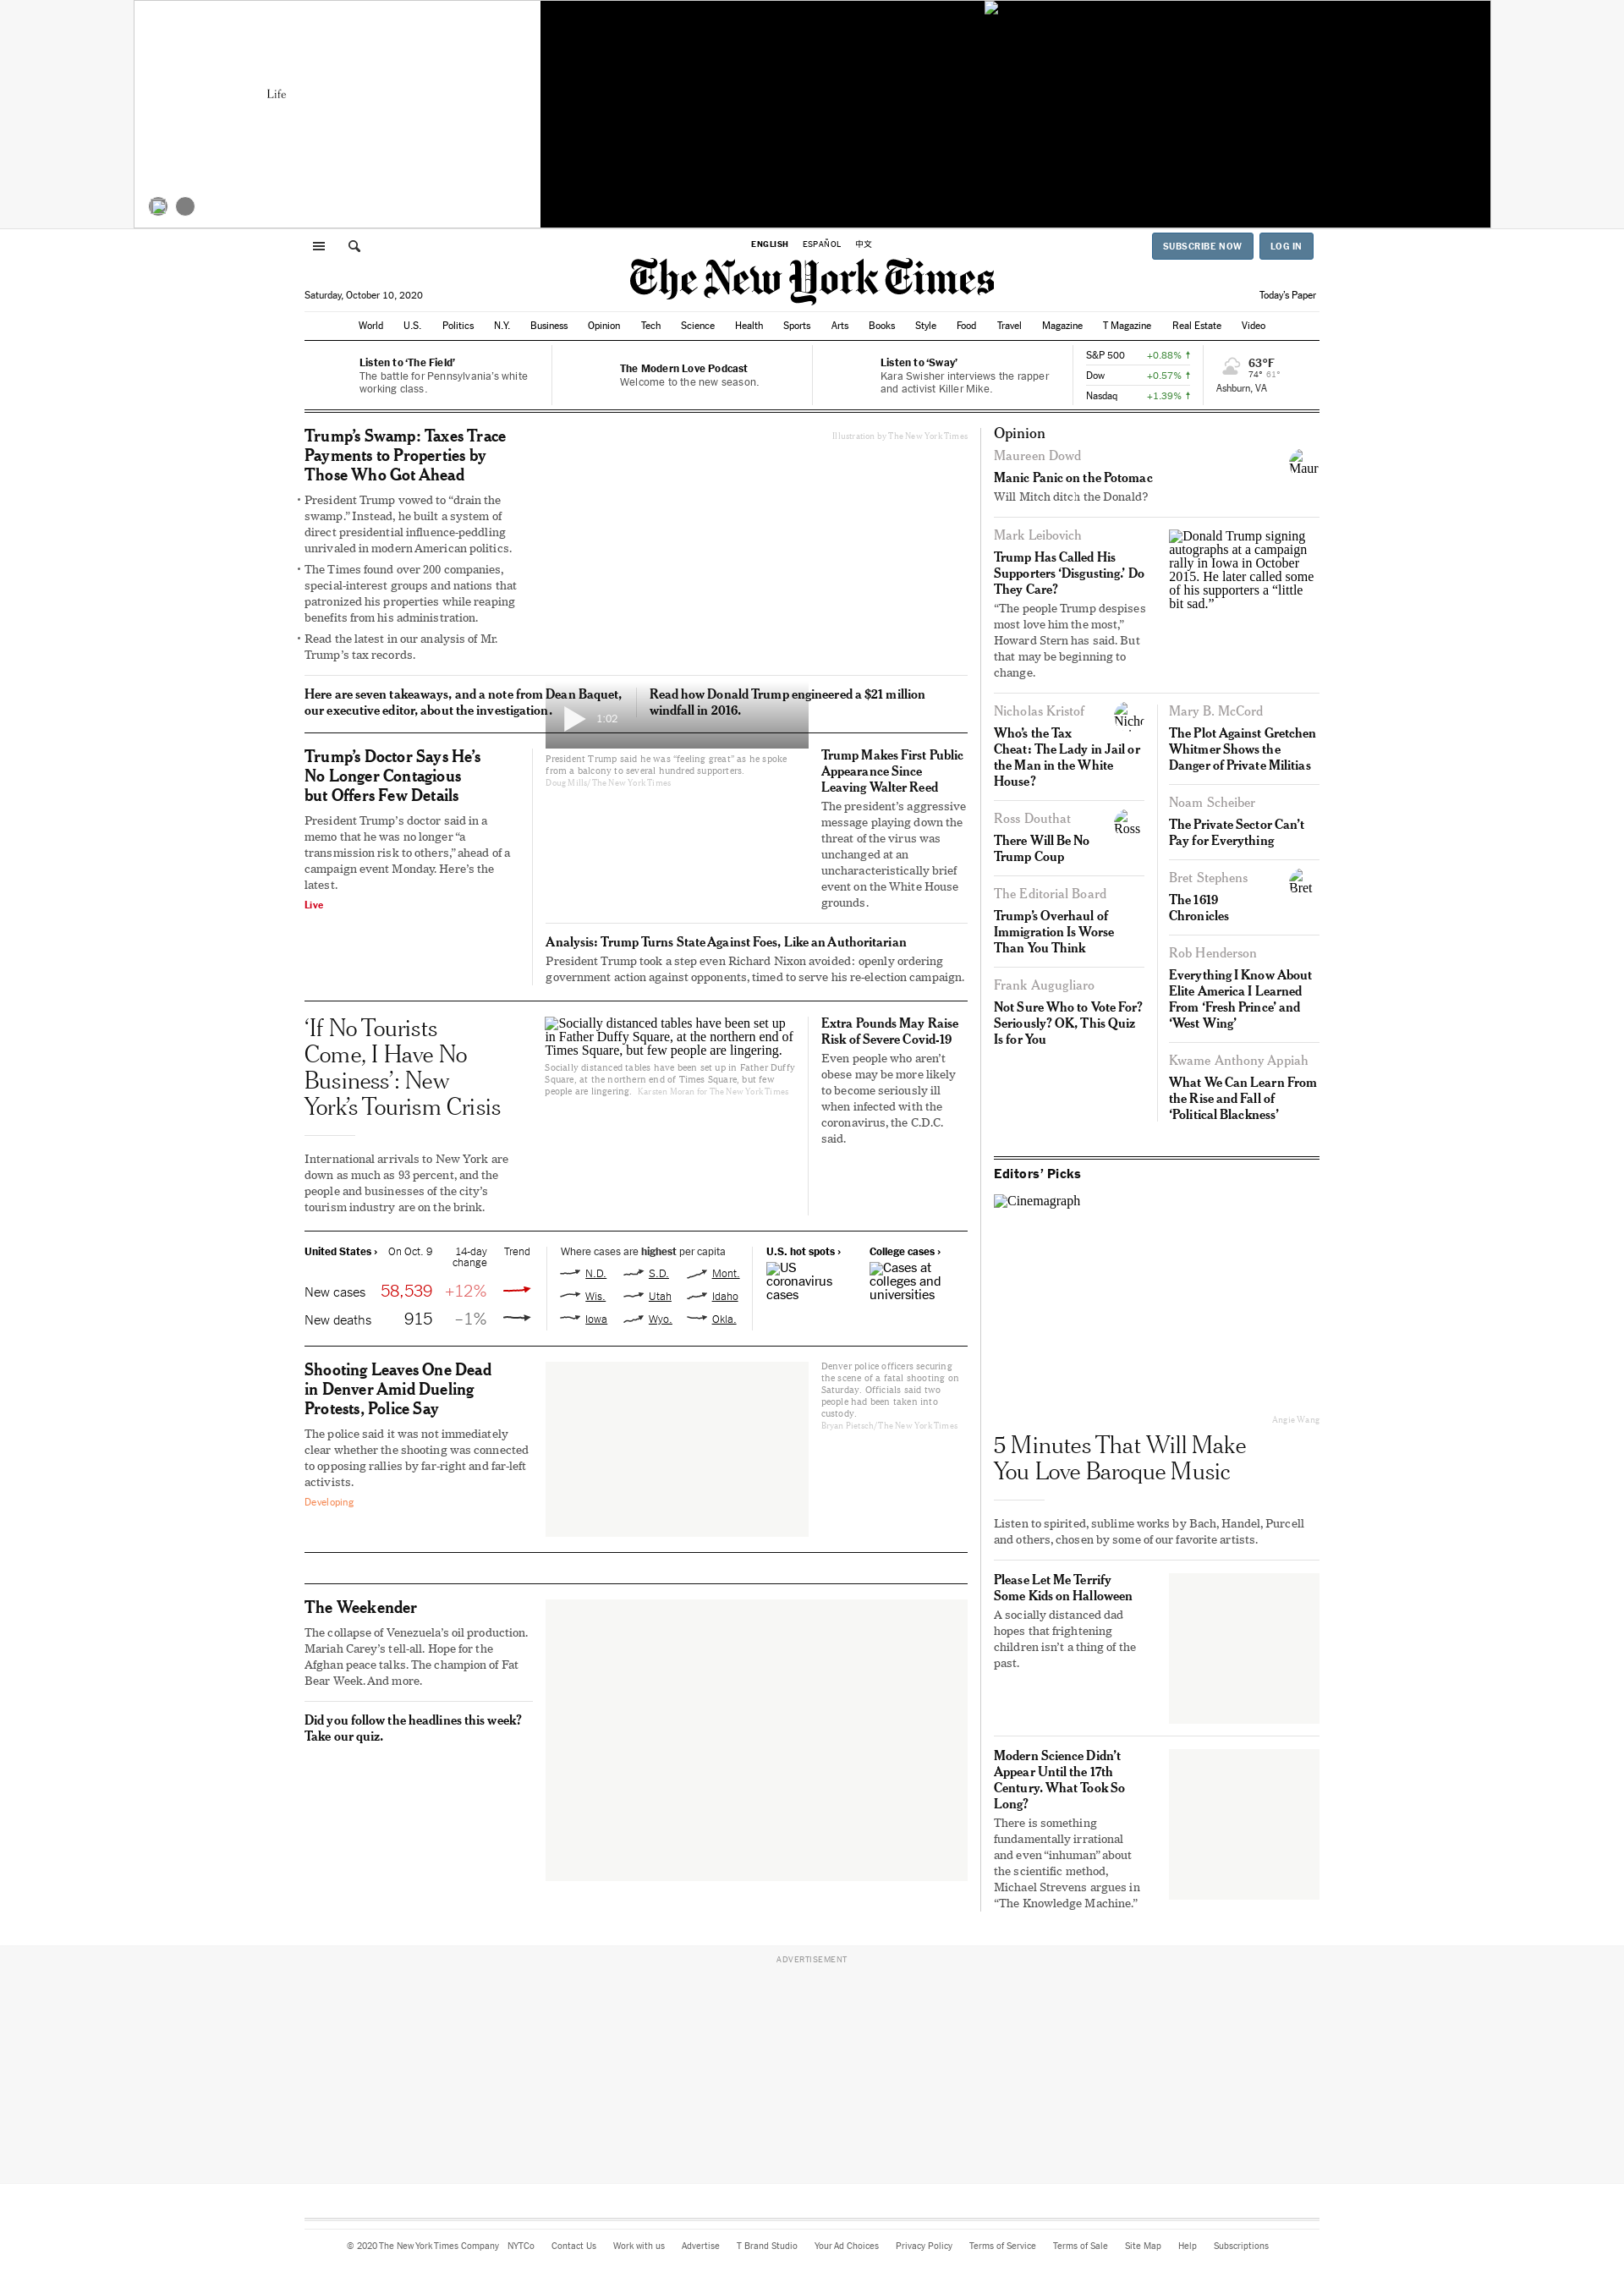 Life
ENGLISH ESPAÑOL 中文
SUBSCRIBE NOW LOG IN
The New York Times
Saturday, October 10, 2020
Today's Paper
World U.S. Politics N.Y. Business Opinion Tech Science Health Sports Arts Books Style Food Travel Magazine T Magazine Real Estate Video
Listen to ‘The Field’
The battle for Pennsylvania’s white
working class.
The Modern Love Podcast
Welcome to the new season.
Listen to ‘Sway’
Kara Swisher interviews the rapper
and activist Killer Mike.
S&P 500 +0.88%
Dow +0.57%
Nasdaq +1.39%
63°F
74° 61°
Ashburn, VA
Trump’s Swamp: Taxes Trace
Payments to Properties by
Those Who Got Ahead
• President Trump vowed to “drain the
swamp.” Instead, he built a system of
direct presidential influence-peddling
unrivaled in modern American politics.
• The Times found over 200 companies,
special-interest groups and nations that
patronized his properties while reaping
benefits from his administration.
• Read the latest in our analysis of Mr.
Trump’s tax records.
Illustration by The New York Times
Here are seven takeaways, and a note from Dean Baquet,
our executive editor, about the investigation.
Read how Donald Trump engineered a $21 million
windfall in 2016.
1:02
Trump’s Doctor Says He’s
No Longer Contagious
but Offers Few Details
President Trump’s doctor said in a
memo that he was no longer “a
transmission risk to others,” ahead of a
campaign event Monday. Here’s the
latest.
Live
President Trump said he was “feeling great” as he spoke
from a balcony to several hundred supporters.
Doug Mills/The New York Times
Trump Makes First Public
Appearance Since
Leaving Walter Reed
The president’s aggressive
message playing down the
threat of the virus was
unchanged at an
uncharacteristically brief
event on the White House
grounds.
Analysis: Trump Turns State Against Foes, Like an Authoritarian
President Trump took a step even Richard Nixon avoided: openly ordering
government action against opponents, timed to serve his re-election campaign.
‘If No Tourists
Come, I Have No
Business’: New
York’s Tourism Crisis
International arrivals to New York are
down as much as 93 percent, and the
people and businesses of the city’s
tourism industry are on the brink.
Socially distanced tables have been set up
in Father Duffy Square, at the northern end of
Times Square, but few people are lingering.
Socially distanced tables have been set up in Father Duffy
Square, at the northern end of Times Square, but few
people are lingering. Karsten Moran for The New York Times
Extra Pounds May Raise
Risk of Severe Covid-19
Even people who aren’t
obese may be more likely
to become seriously ill
when infected with the
coronavirus, the C.D.C.
said.
United States › On Oct. 9 14-day
change Trend
New cases 58,539 +12%
New deaths 915 –1%
Where cases are highest per capita
N.D. S.D. Mont.
Wis. Utah Idaho
Iowa Wyo. Okla.
U.S. hot spots ›
US
coronavirus
cases
College cases ›
Cases at
colleges and
universities
Shooting Leaves One Dead
in Denver Amid Dueling
Protests, Police Say
The police said it was not immediately
clear whether the shooting was connected
to opposing rallies by far-right and far-left
activists.
Developing
Denver police officers securing
the scene of a fatal shooting on
Saturday. Officials said two
people had been taken into
custody.
Bryan Pietsch/The New York Times
The Weekender
The collapse of Venezuela’s oil production.
Mariah Carey’s tell-all. Hope for the
Afghan peace talks. The champion of Fat
Bear Week. And more.
Did you follow the headlines this week?
Take our quiz.
Opinion
Maureen Dowd
Manic Panic on the Potomac
Will Mitch ditch the Donald?
Maur
Mark Leibovich
Trump Has Called His
Supporters ‘Disgusting.’ Do
They Care?
“The people Trump despises
most love him the most,”
Howard Stern has said. But
that may be beginning to
change.
Donald Trump signing
autographs at a campaign
rally in Iowa in October
2015. He later called some
of his supporters a “little
bit sad.”
Nicholas Kristof
Who’s the Tax
Cheat: The Lady in Jail or
the Man in the White
House?
Nicho
Ross Douthat
There Will Be No
Trump Coup
Ross
The Editorial Board
Trump’s Overhaul of
Immigration Is Worse
Than You Think
Frank Augugliaro
Not Sure Who to Vote For?
Seriously? OK, This Quiz
Is for You
Mary B. McCord
The Plot Against Gretchen
Whitmer Shows the
Danger of Private Militias
Noam Scheiber
The Private Sector Can’t
Pay for Everything
Bret Stephens
The 1619
Chronicles
Bret
Rob Henderson
Everything I Know About
Elite America I Learned
From ‘Fresh Prince’ and
‘West Wing’
Kwame Anthony Appiah
What We Can Learn From
the Rise and Fall of
‘Political Blackness’
Editors’ Picks
Cinemagraph
Angie Wang
5 Minutes That Will Make
You Love Baroque Music
Listen to spirited, sublime works by Bach, Handel, Purcell
and others, chosen by some of our favorite artists.
Please Let Me Terrify
Some Kids on Halloween
A socially distanced dad
hopes that frightening
children isn’t a thing of the
past.
Modern Science Didn’t
Appear Until the 17th
Century. What Took So
Long?
There is something
fundamentally irrational
and even “inhuman” about
the scientific method,
Michael Strevens argues in
“The Knowledge Machine.”
ADVERTISEMENT
© 2020 The New York Times Company NYTCo Contact Us Work with us Advertise T Brand Studio Your Ad Choices Privacy Policy Terms of Service Terms of Sale Site Map Help Subscriptions